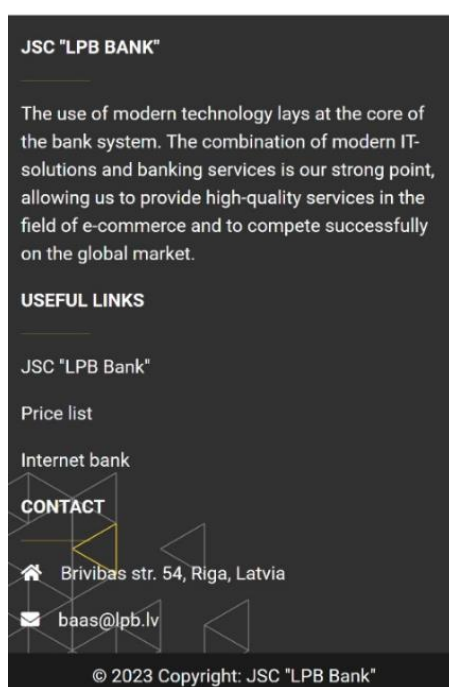 JSC "LPB BANK"
The use of modern technology lays at the core of
the bank system. The combination of modern IT-
solutions and banking services is our strong point,
allowing us to provide high-quality services in the
field of e-commerce and to compete successfully
on the global market.
USEFUL LINKS
JSC "LPB Bank"
Price list
Internet bank
CONTACT
Brivibas str. 54, Riga, Latvia
baas@lpb.lv
© 2023 Copyright: JSC "LPB Bank"